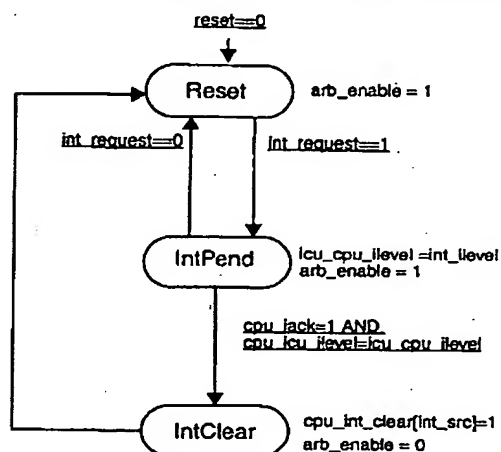 reset==0
Reset
arb_enable = 1
int_request==0
int_request==1
IntPend
icu_cpu_ilevel =int_ilevel
arb_enable = 1
cpu_iack=1 AND
cpu_icu_ilevel=icu_cpu_ilevel
IntClear
cpu_int_clear[int_src]=1
arb_enable = 0